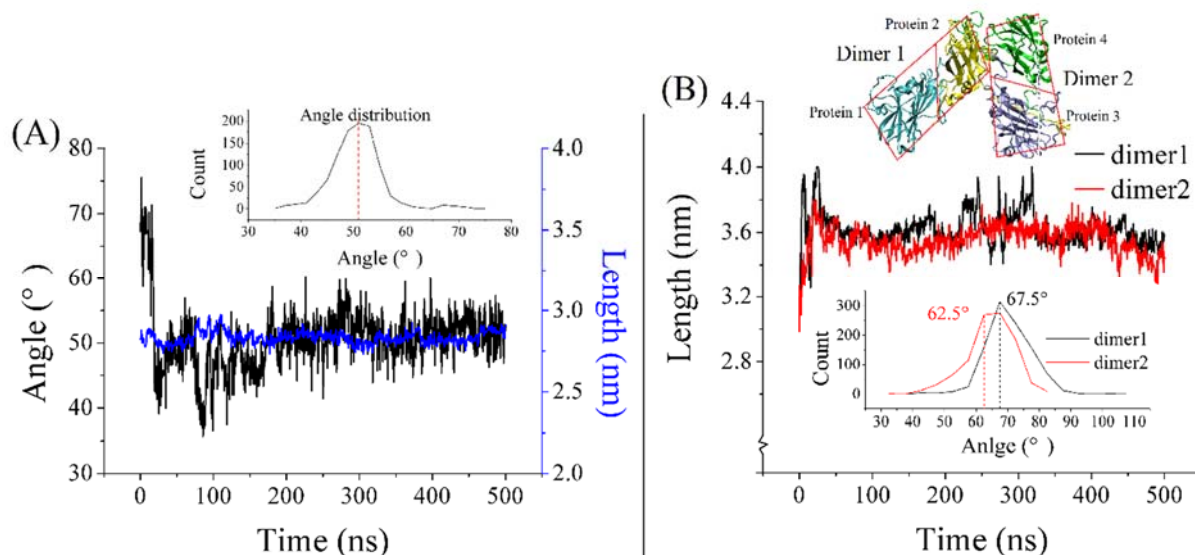 (A)
Angle distribution
200
150
100
50
0
Count
30 40 50 60 70 80
Angle (° )
80
70
60
50
40
30
Angle (° )
4.0
3.5
3.0
2.5
2.0
Length (nm)
0 100 200 300 400 500
Time (ns)
(B)
Protein 2
Dimer 1
Protein 1
Protein 4
Dimer 2
Protein 3
dimer1
dimer2
4.4
4.0
3.6
3.2
2.8
Length (nm)
67.5°
62.5°
300
200
100
0
Count
dimer1
dimer2
30 40 50 60 70 80 90 100 110
Anlge (° )
0 100 200 300 400 500
Time (ns)